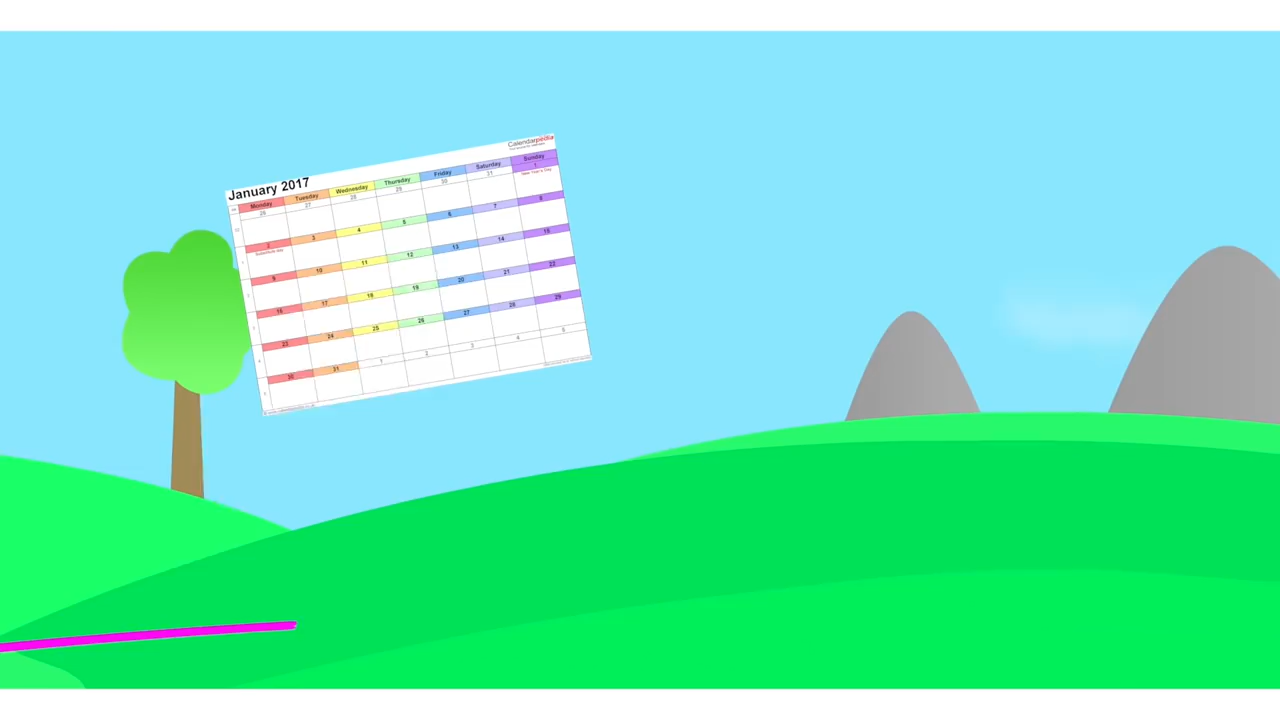 Calendarpedia
January 2017
Monday Tuesday Wednesday Thursday Friday Saturday Sunday
26 27 28 29 30 31 1
New Year's Day
2 3 4 5 6 7 8
9 10 11 12 13 14 15
16 17 18 19 20 21 22
23 24 25 26 27 28 29
30 31 1 2 3 4 5